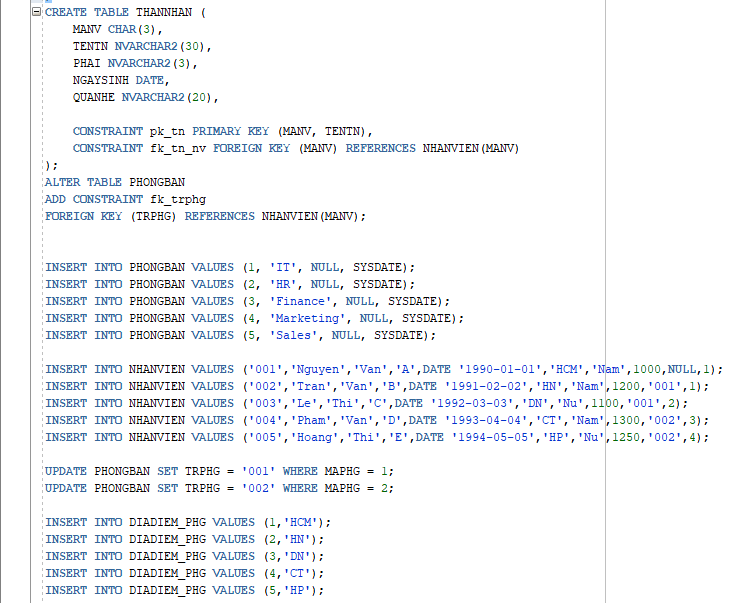 CREATE TABLE THANNHAN (
    MANV CHAR(3),
    TENTN NVARCHAR2(30),
    PHAI NVARCHAR2(3),
    NGAYSINH DATE,
    QUANHE NVARCHAR2(20),

    CONSTRAINT pk_tn PRIMARY KEY (MANV, TENTN),
    CONSTRAINT fk_tn_nv FOREIGN KEY (MANV) REFERENCES NHANVIEN(MANV)
);
ALTER TABLE PHONGBAN
ADD CONSTRAINT fk_trphg
FOREIGN KEY (TRPHG) REFERENCES NHANVIEN(MANV);

INSERT INTO PHONGBAN VALUES (1, 'IT', NULL, SYSDATE);
INSERT INTO PHONGBAN VALUES (2, 'HR', NULL, SYSDATE);
INSERT INTO PHONGBAN VALUES (3, 'Finance', NULL, SYSDATE);
INSERT INTO PHONGBAN VALUES (4, 'Marketing', NULL, SYSDATE);
INSERT INTO PHONGBAN VALUES (5, 'Sales', NULL, SYSDATE);

INSERT INTO NHANVIEN VALUES ('001','Nguyen','Van','A',DATE '1990-01-01','HCM','Nam',1000,NULL,1);
INSERT INTO NHANVIEN VALUES ('002','Tran','Van','B',DATE '1991-02-02','HN','Nam',1200,'001',1);
INSERT INTO NHANVIEN VALUES ('003','Le','Thi','C',DATE '1992-03-03','DN','Nu',1100,'001',2);
INSERT INTO NHANVIEN VALUES ('004','Pham','Van','D',DATE '1993-04-04','CT','Nam',1300,'002',3);
INSERT INTO NHANVIEN VALUES ('005','Hoang','Thi','E',DATE '1994-05-05','HP','Nu',1250,'002',4);

UPDATE PHONGBAN SET TRPHG = '001' WHERE MAPHG = 1;
UPDATE PHONGBAN SET TRPHG = '002' WHERE MAPHG = 2;

INSERT INTO DIADIEM_PHG VALUES (1,'HCM');
INSERT INTO DIADIEM_PHG VALUES (2,'HN');
INSERT INTO DIADIEM_PHG VALUES (3,'DN');
INSERT INTO DIADIEM_PHG VALUES (4,'CT');
INSERT INTO DIADIEM_PHG VALUES (5,'HP');